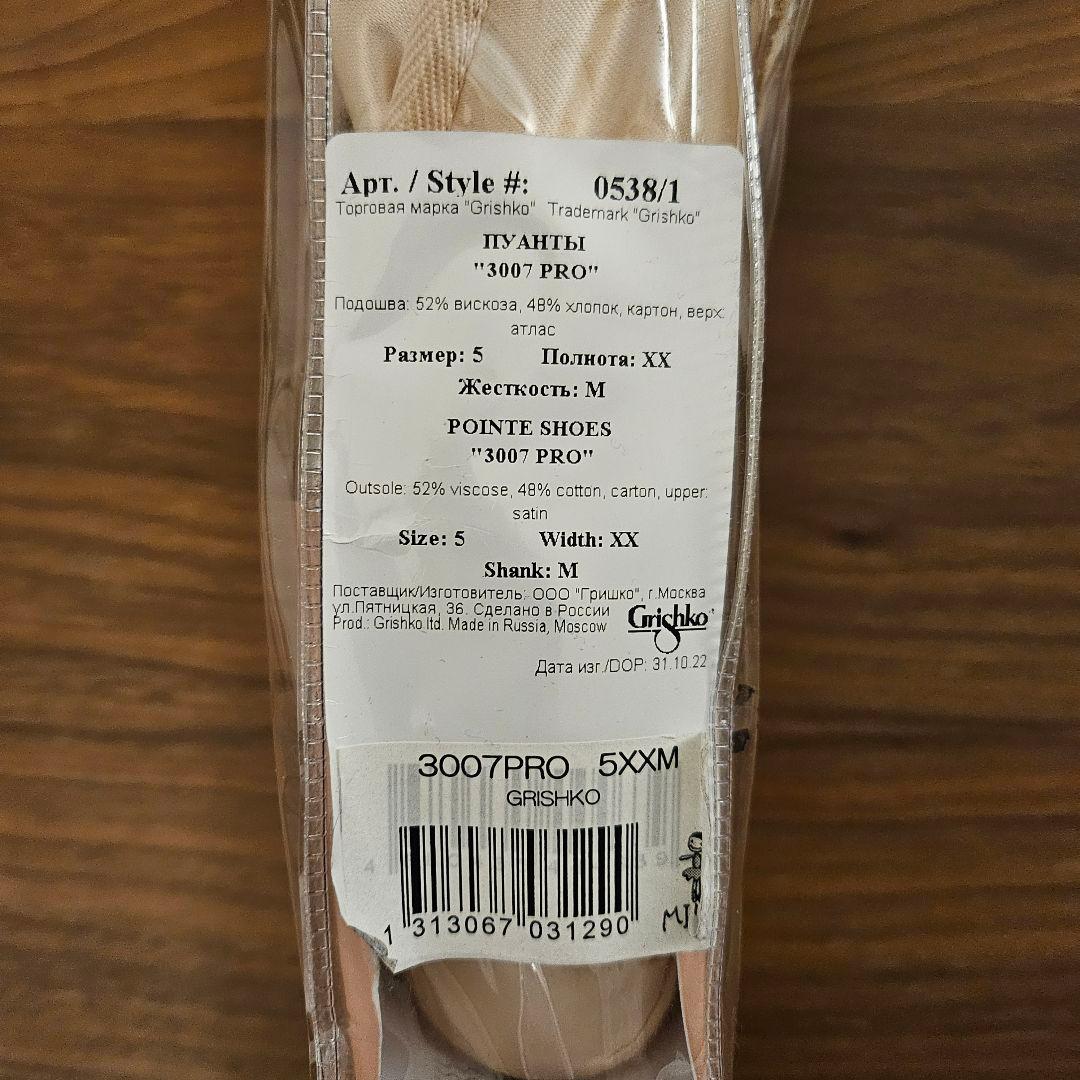 Арт. / Style #: 0538/1
Торговая марка "Grishko" Trademark "Grishko"
ПУАНТЫ
"3007 PRO"
Подошва: 52% вискоза, 48% хлопок, картон, верх:
атлас
Размер: 5 Полнота: XX
Жесткость: М
POINTE SHOES
"3007 PRO"
Outsole: 52% viscose, 48% cotton, carton, upper:
satin
Size: 5 Width: XX
Shank: M
Поставщик/Изготовитель: ООО "Гришко", г.Москва
ул.Пятницкая, 36. Сделано в России
Prod.: Grishko ltd. Made in Russia, Moscow
Grishko
Дата изг./DOP: 31.10.22
3007PRO 5XXM
GRISHKO
1 313067 031290
MJ